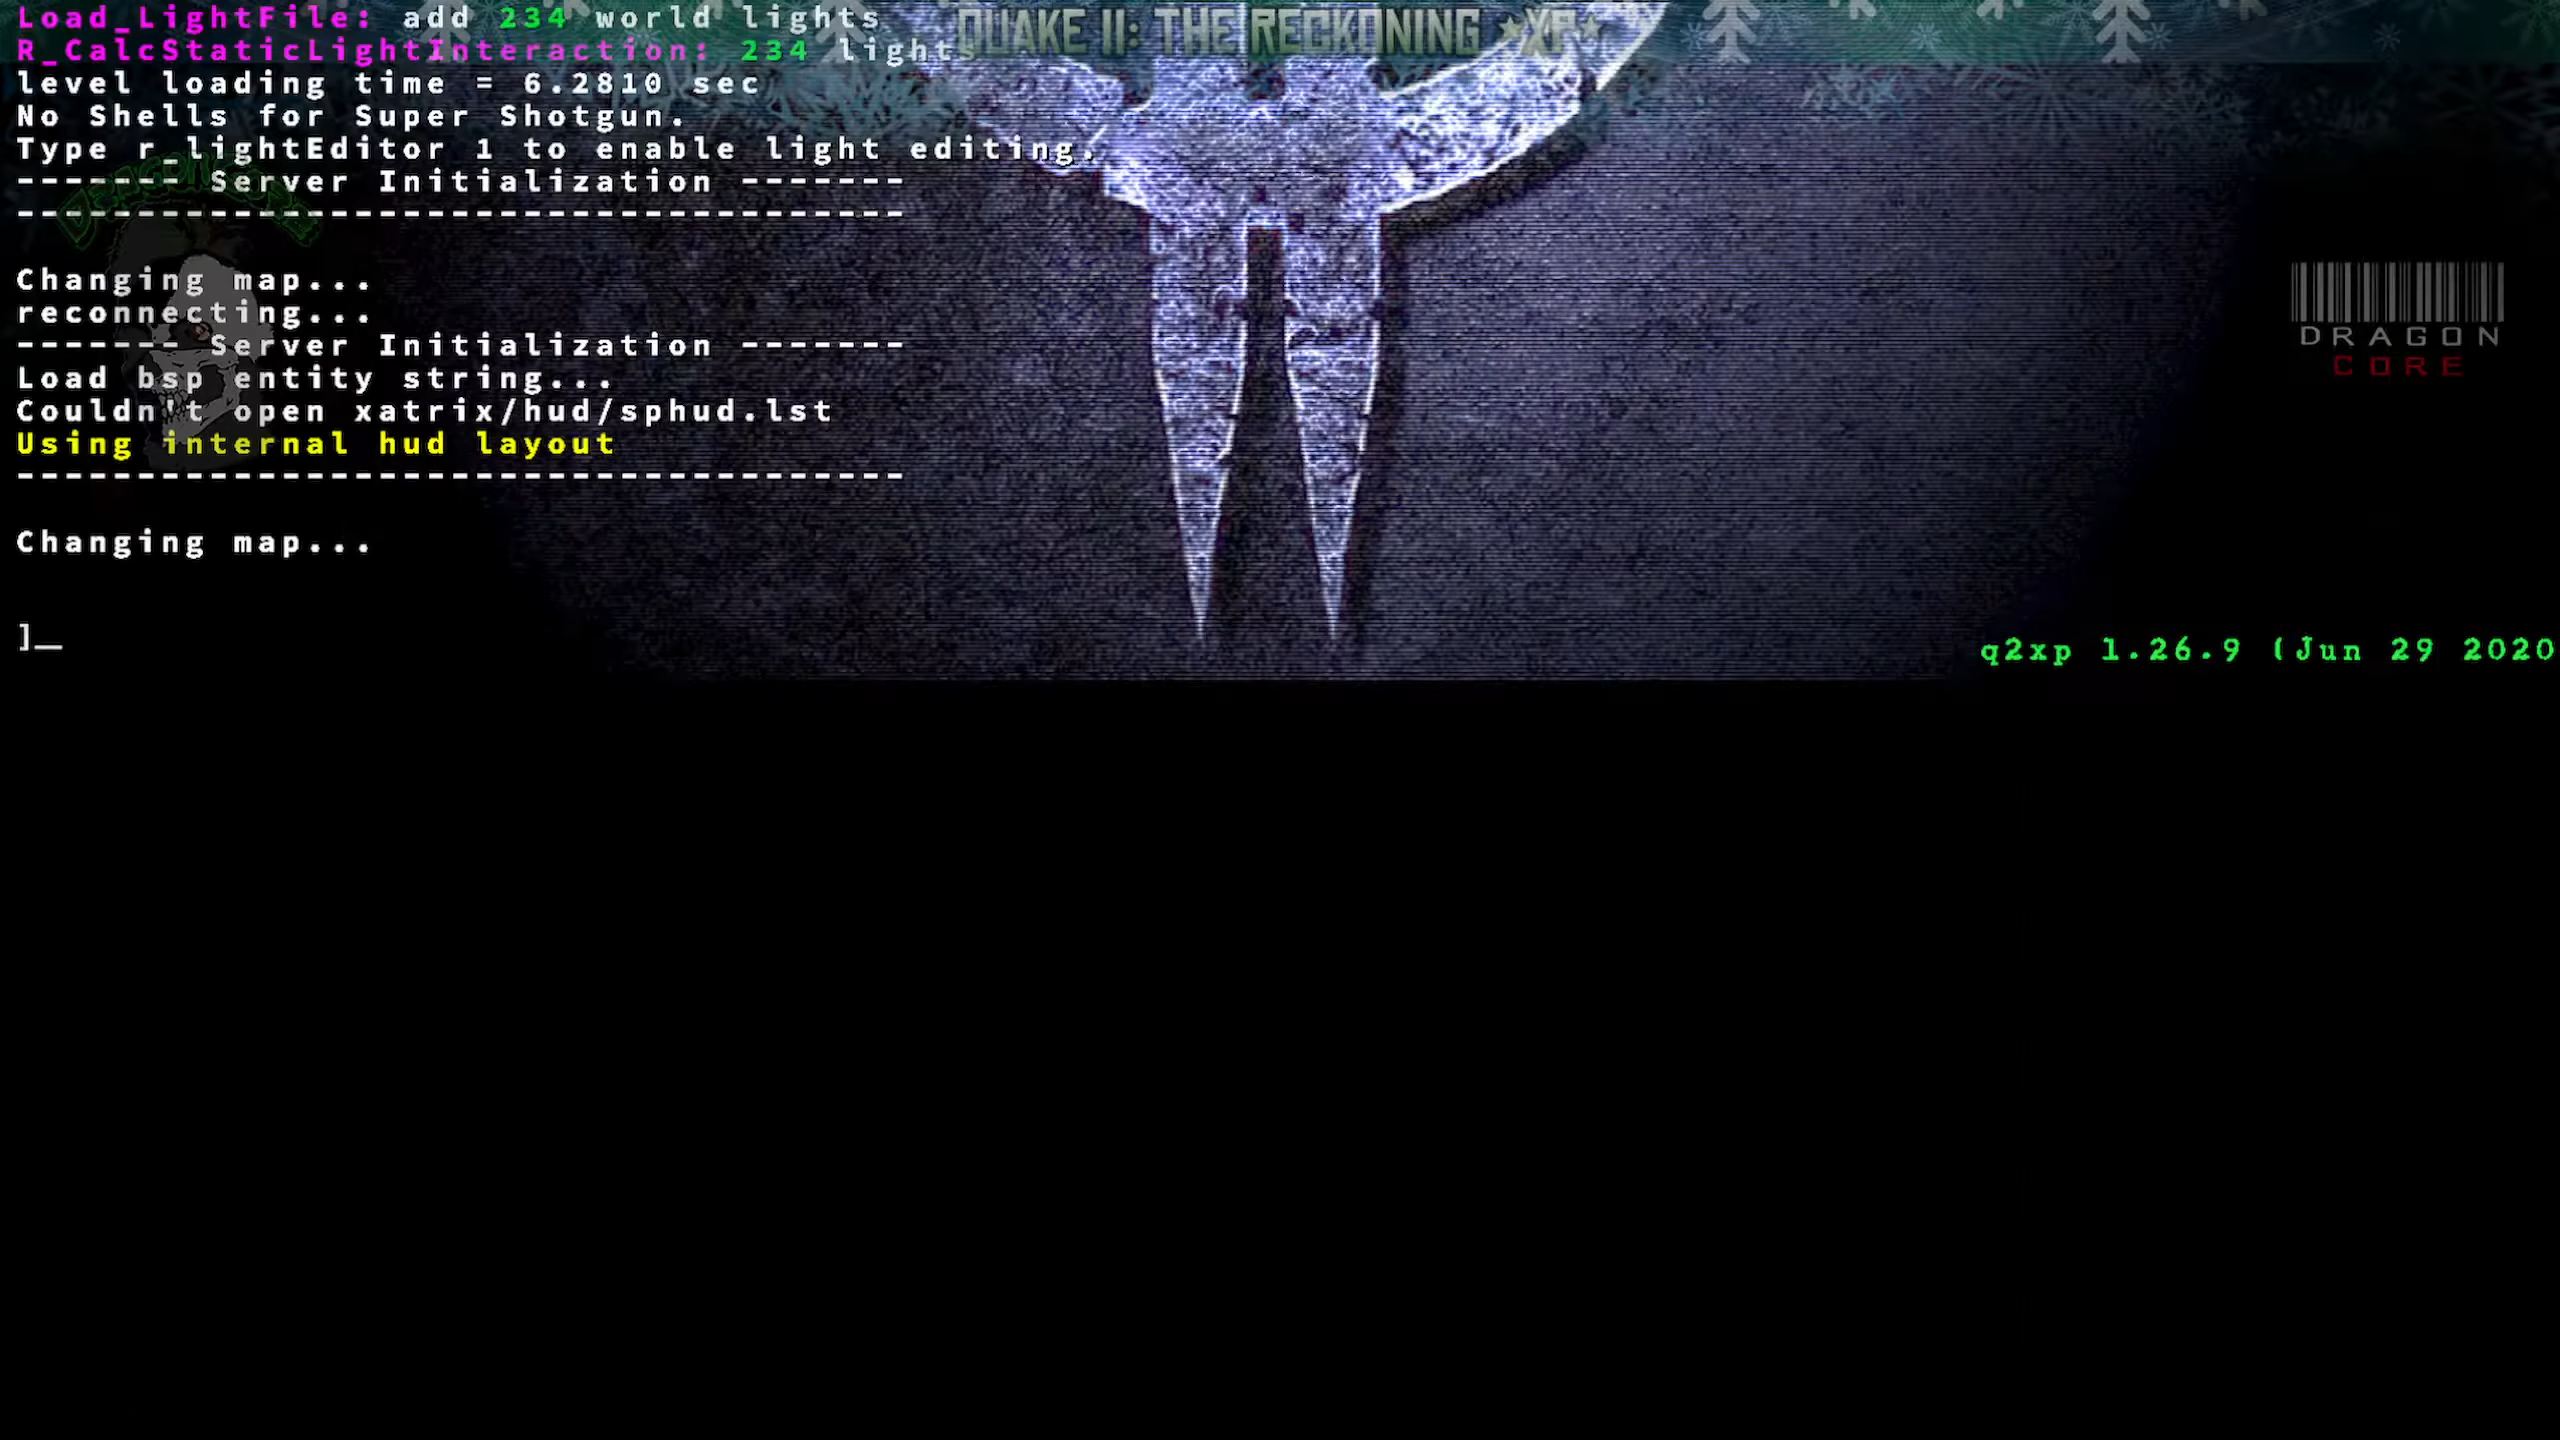 Load_LightFile: add 234 world lights
QUAKE II: THE RECKONING *XP*
R_CalcStaticLightInteraction: 234 lights
level loading time = 6.2810 sec
No Shells for Super Shotgun.
Type r_lightEditor 1 to enable light editing.
------- Server Initialization -------
-------------------------------------
Changing map...
reconnecting...
------- Server Initialization -------
Load bsp entity string...
Couldn't open xatrix/hud/sphud.lst
Using internal hud layout
-------------------------------------
Changing map...
]_
DRAGON
CORE
q2xp 1.26.9 (Jun 29 2020